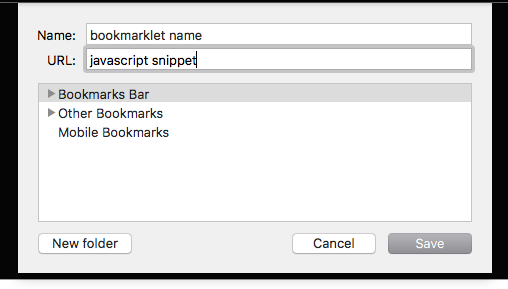 Name: bookmarklet name
URL: javascript snippet
Bookmarks Bar
Other Bookmarks
Mobile Bookmarks
New folder Cancel Save